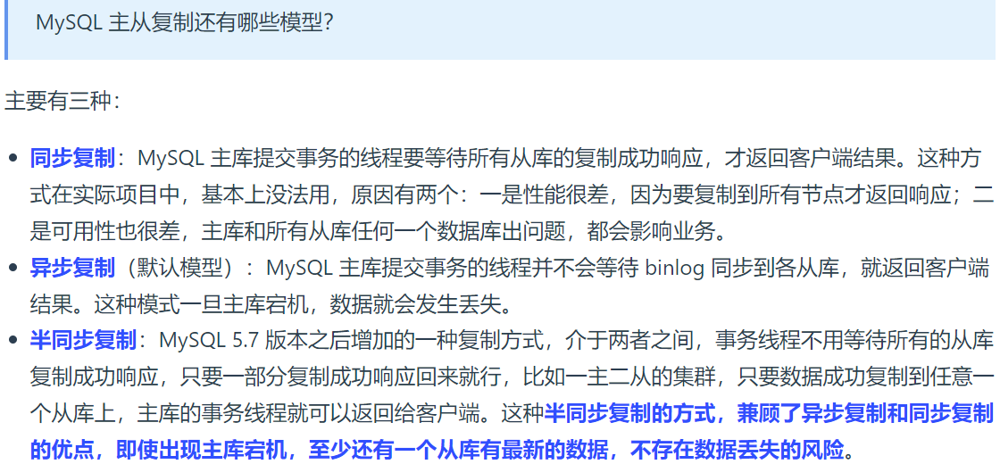 MySQL 主从复制还有哪些模型？
主要有三种：
同步复制：MySQL 主库提交事务的线程要等待所有从库的复制成功响应，才返回客户端结果。这种方
式在实际项目中，基本上没法用，原因有两个：一是性能很差，因为要复制到所有节点才返回响应；二
是可用性也很差，主库和所有从库任何一个数据库出问题，都会影响业务。
异步复制（默认模型）：MySQL 主库提交事务的线程并不会等待 binlog 同步到各从库，就返回客户端
结果。这种模式一旦主库宕机，数据就会发生丢失。
半同步复制：MySQL 5.7 版本之后增加的一种复制方式，介于两者之间，事务线程不用等待所有的从库
复制成功响应，只要一部分复制成功响应回来就行，比如一主二从的集群，只要数据成功复制到任意一
个从库上，主库的事务线程就可以返回给客户端。这种半同步复制的方式，兼顾了异步复制和同步复制
的优点，即使出现主库宕机，至少还有一个从库有最新的数据，不存在数据丢失的风险。